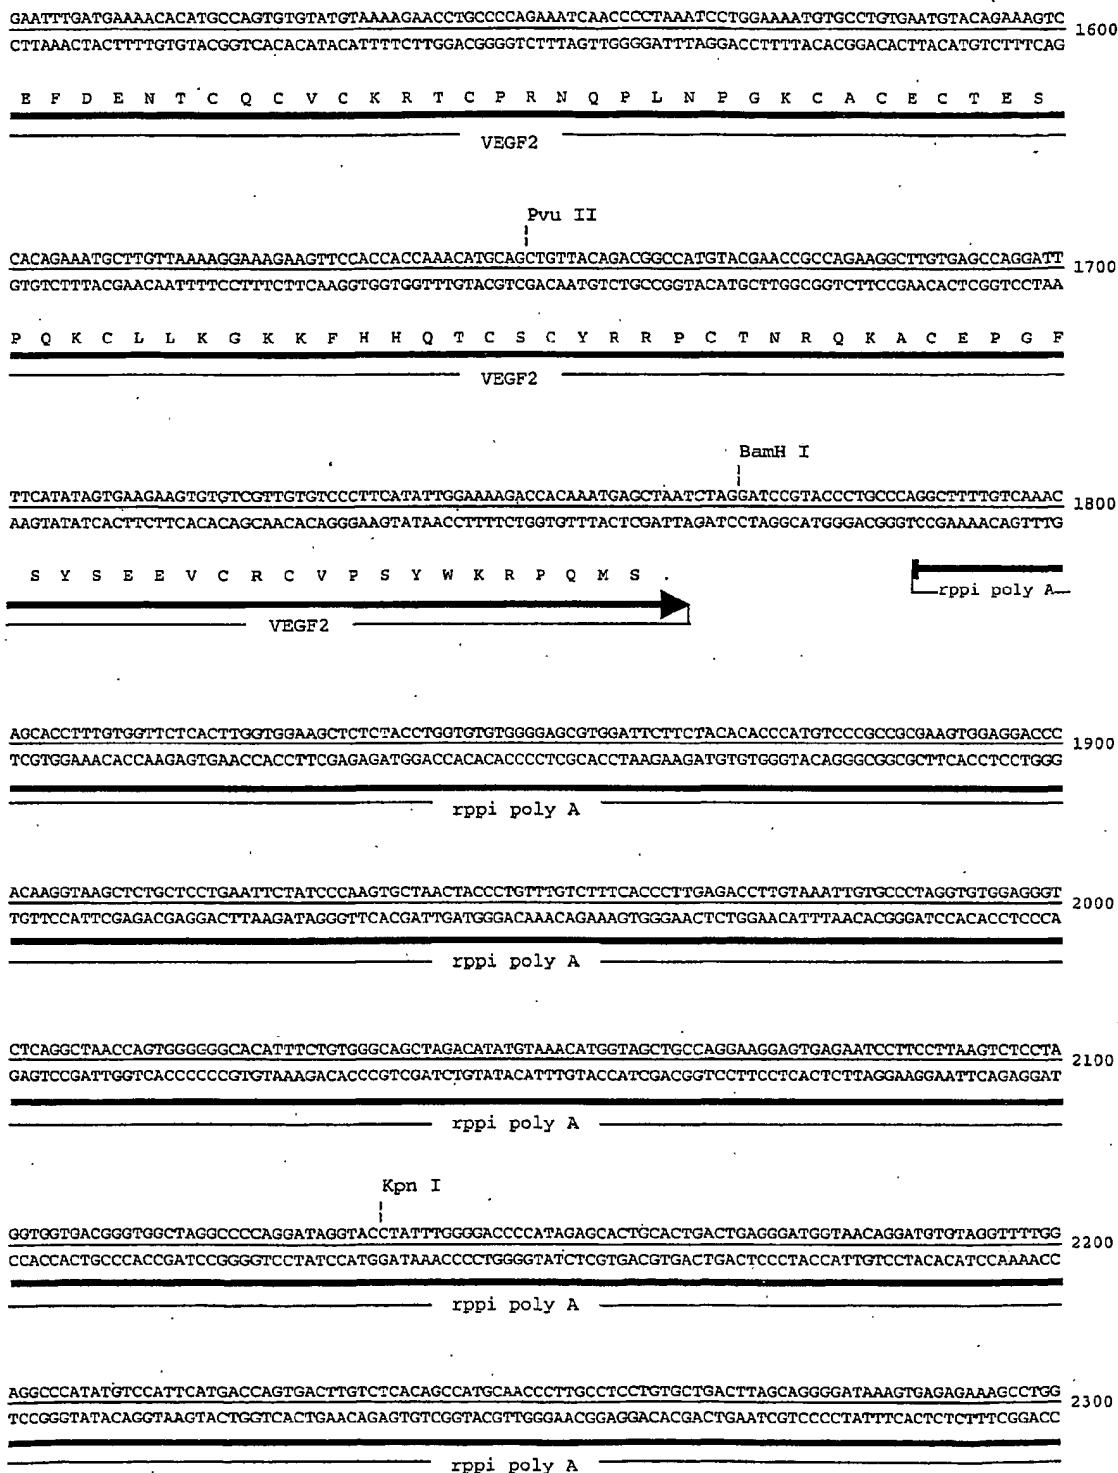 GAATTTGATGAAAACACATGCCAGTGTGTATGTAAAAGAACCTGCCCCAGAAATCAACCCCTAAATCCTGGAAAATGTGCCTGTGAATGTACAGAAAGTC
1600
CTTAAACTACTTTTGTGTACGGTCACACATACATTTTCTTGGACGGGGTCTTTAGTTGGGGATTTAGGACCTTTTACACGGACACTTACATGTCTTTCAG
E F D E N T C Q C V C K R T C P R N Q P L N P G K C A C E C T E S
VEGF2
Pvu II
CACAGAAATGCTTGTTAAAAGGAAAGAAGTTCCACCACCAAACATGCAGCTGTTACAGACGGCCATGTACGAACCGCCAGAAGGCTTGTGAGCCAGGATT
1700
GTGTCTTTACGAACAATTTTCCTTTCTTCAAGGTGGTGGTTTGTACGTCGACAATGTCTGCCGGTACATGCTTGGCGGTCTTCCGAACACTCGGTCCTAA
P Q K C L L K G K K F H H Q T C S C Y R R P C T N R Q K A C E P G F
VEGF2
BamH I
TTCATATAGTGAAGAAGTGTGTCGTTGTGTCCCTTCATATTGGAAAAGACCACAAATGAGCTAATCTAGGATCCGTACCCTGCCCAGGCTTTTGTCAAAC
1800
AAGTATATCACTTCTTCACACAGCAACACAGGGAAGTATAACCTTTTCTGGTGTTTACTCGATTAGATCCTAGGCATGGGACGGGTCCGAAAACAGTTTG
S Y S E E V C R C V P S Y W K R P Q M S .
rppi poly A
VEGF2
AGCACCTTTGTGGTTCTCACTTGGTGGAAGCTCTCTACCTGGTGTGTGGGGAGCGTGGATTCTTCTACACACCCATGTCCCGCCGCGAAGTGGAGGACCC
1900
TCGTGGAAACACCAAGAGTGAACCACCTTCGAGAGATGGACCACACACCCCTCGCACCTAAGAAGATGTGTGGGTACAGGGCGGCGCTTCACCTCCTGGG
rppi poly A
ACAAGGTAAGCTCTGCTCCTGAATTCTATCCCAAGTGCTAACTACCCTGTTTGTCTTTCACCCTTGAGACCTTGTAAATTGTGCCCTAGGTGTGGAGGGT
2000
TGTTCCATTCGAGACGAGGACTTAAGATAGGGTTCACGATTGATGGGACAAACAGAAAGTGGGAACTCTGGAACATTTAACACGGGATCCACACCTCCCA
rppi poly A
CTCAGGCTAACCAGTGGGGGGCACATTTCTGTGGGCAGCTAGACATATGTAAACATGGTAGCTGCCAGGAAGGAGTGAGAATCCTTCCTTAAGTCTCCTA
2100
GAGTCCGATTGGTCACCCCCCGTGTAAAGACACCCGTCGATCTGTATACATTTGTACCATCGACGGTCCTTCCTCACTCTTAGGAAGGAATTCAGAGGAT
rppi poly A
Kpn I
GGTGGTGACGGGTGGCTAGGCCCCAGGATAGGTACCTATTTGGGGACCCCATAGAGCACTGCACTGACTGAGGGATGGTAACAGGATGTGTAGGTTTTGG
2200
CCACCACTGCCCACCGATCCGGGGTCCTATCCATGGATAAACCCCTGGGGTATCTCGTGACGTGACTGACTCCCTACCATTGTCCTACACATCCAAAACC
rppi poly A
AGGCCCATATGTCCATTCATGACCAGTGACTTGTCTCACAGCCATGCAACCCTTGCCTCCTGTGCTGACTTAGCAGGGGATAAAGTGAGAGAAAGCCTGG
2300
TCCGGGTATACAGGTAAGTACTGGTCACTGAACAGAGTGTCGGTACGTTGGGAACGGAGGACACGACTGAATCGTCCCCTATTTCACTCTCTTTCGGACC
rppi poly A